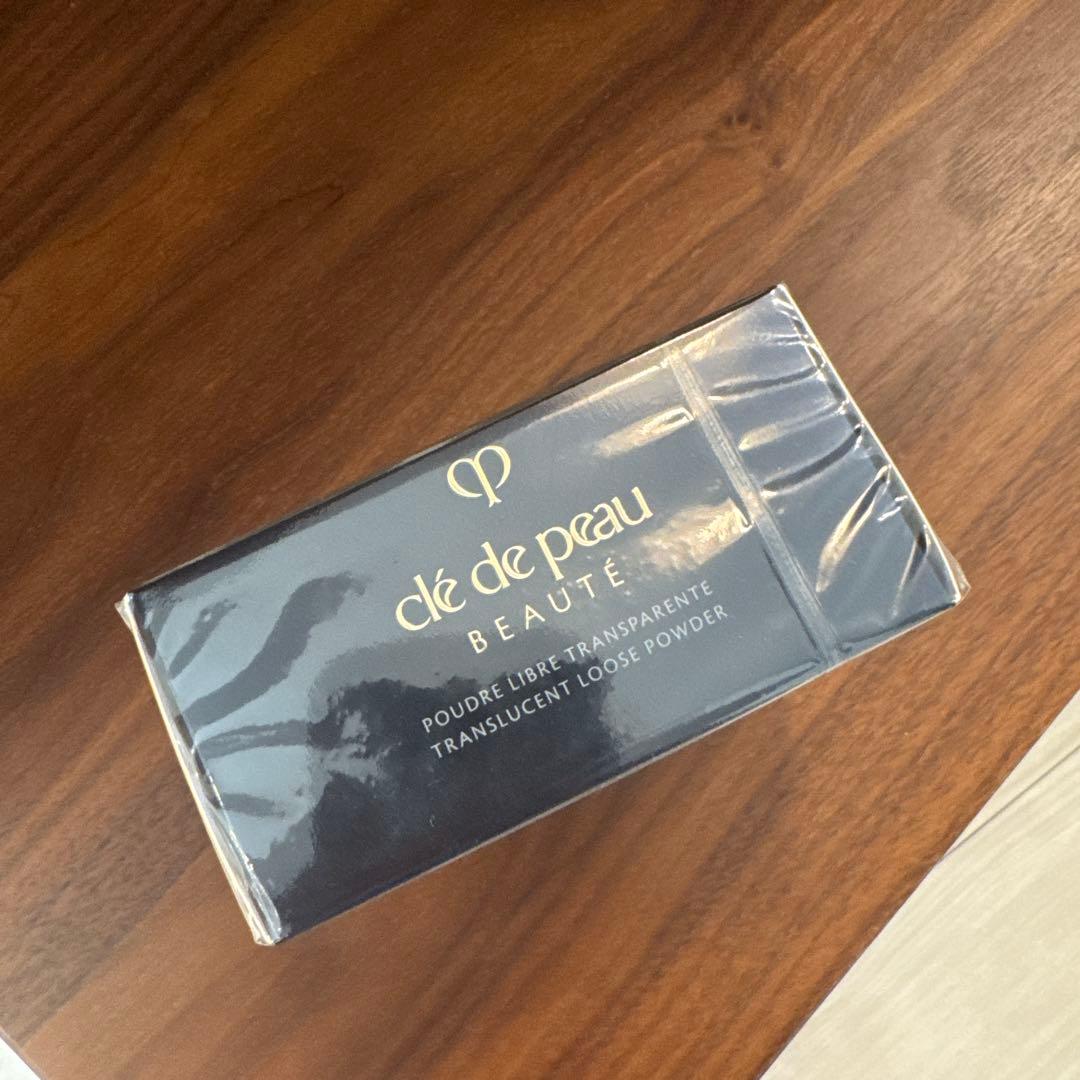 clé de peau
BEAUTÉ
POUDRE LIBRE TRANSPARENTE
TRANSLUCENT LOOSE POWDER